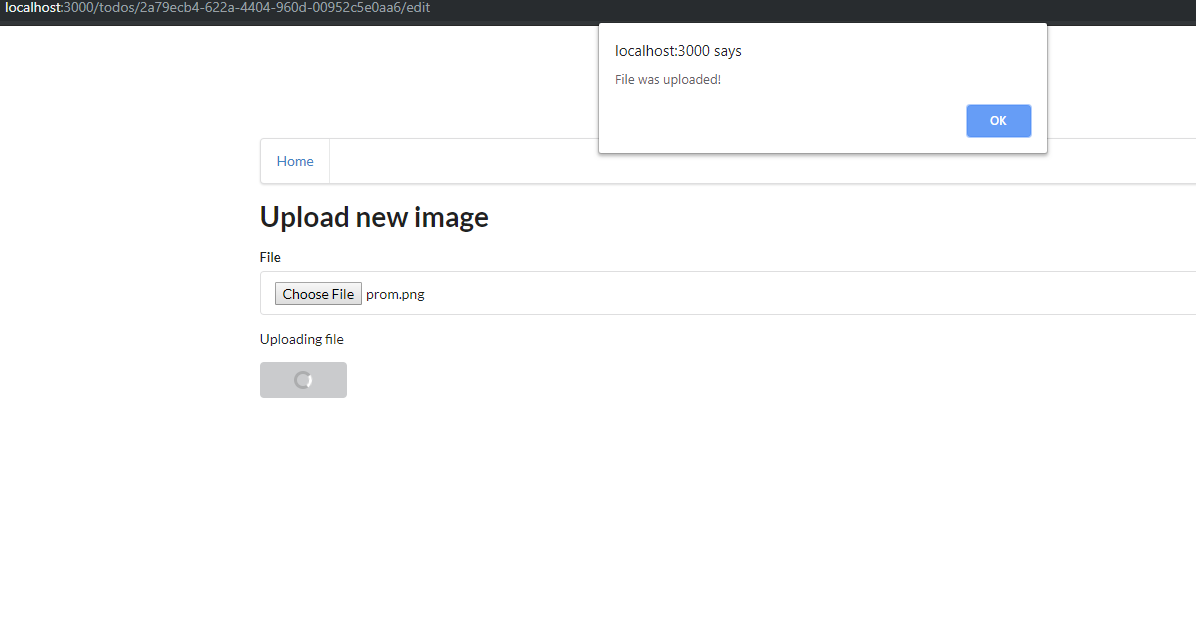 localhost:3000/todos/2a79ecb4-622a-4404-960d-00952c5e0aa6/edit
localhost:3000 says
File was uploaded!
OK
Home
Upload new image
File
Choose File prom.png
Uploading file